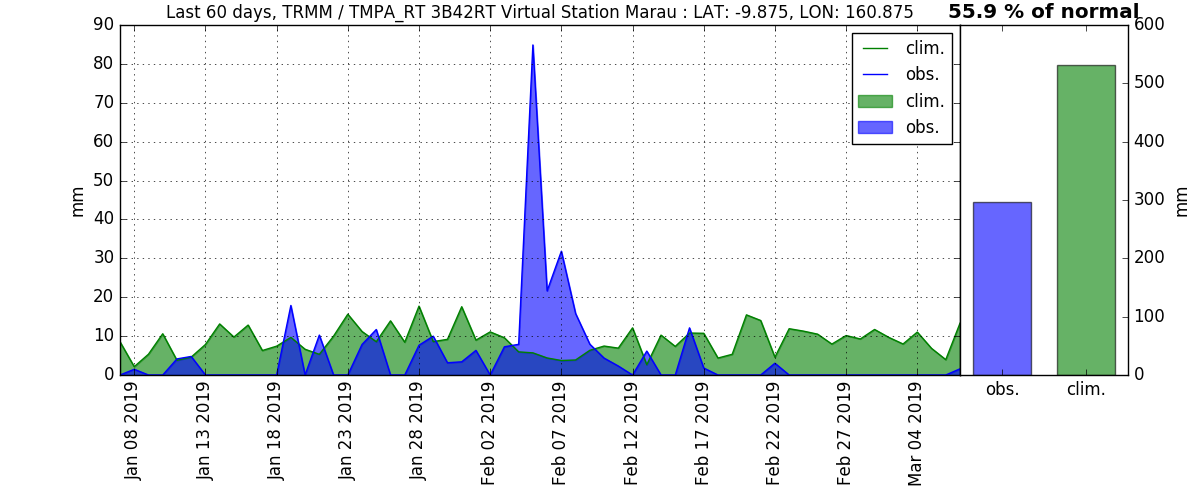 Last 60 days, TRMM / TMPA_RT 3B42RT Virtual Station Marau : LAT: -9.875, LON: 160.875
55.9 % of normal
90
80
70
60
50
40
30
20
10
0
mm
clim.
obs.
clim.
obs.
Jan 08 2019
Jan 13 2019
Jan 18 2019
Jan 23 2019
Jan 28 2019
Feb 02 2019
Feb 07 2019
Feb 12 2019
Feb 17 2019
Feb 22 2019
Feb 27 2019
Mar 04 2019
600
500
400
300
200
100
0
mm
obs.
clim.